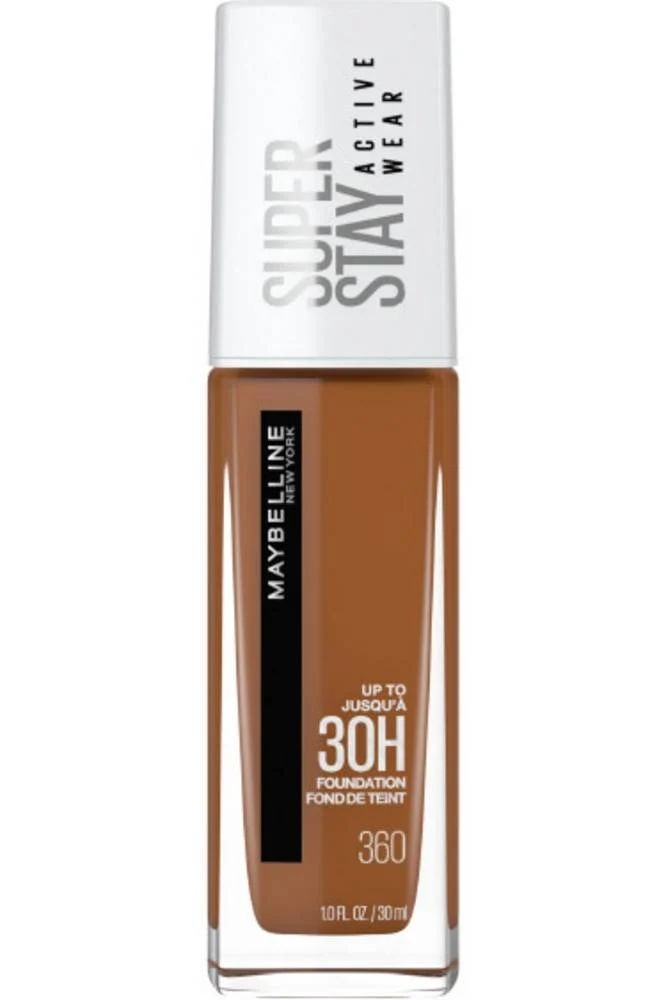 SUPER
STAY
ACTIVE
WEAR
MAYBELLINE
NEW YORK
UP TO
JUSQU'À
30H
FOUNDATION
FOND DE TEINT
360
1.0 FL. OZ. / 30 ml